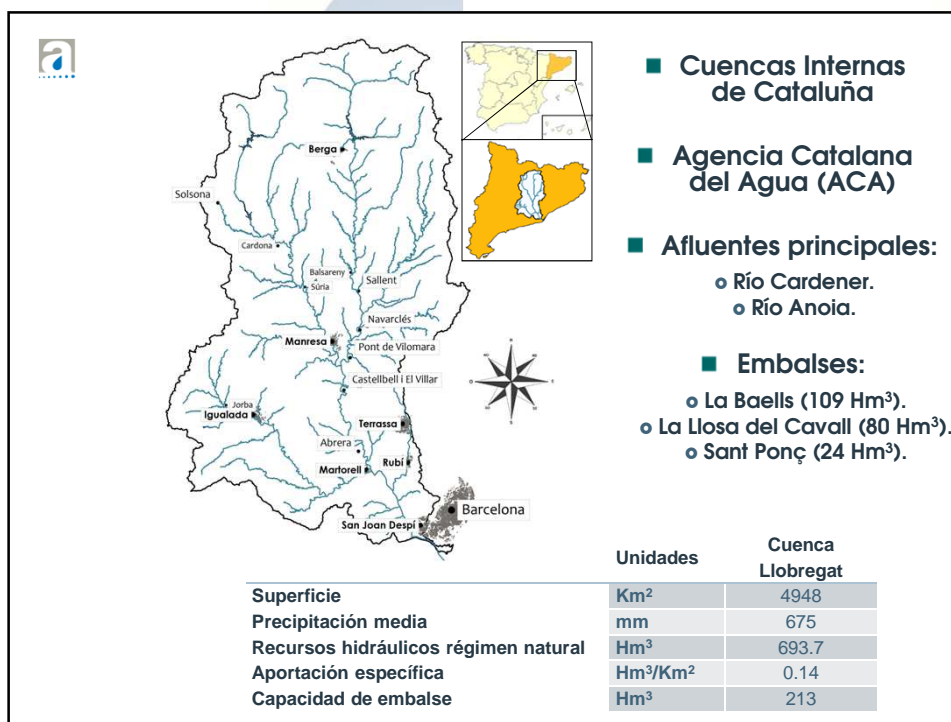 a
Berga
Solsona
Cardona
Balsareny
Súria
Sallent
Navarclés
Manresa
Pont de Vilomara
Castellbell i El Villar
Jorba
Igualada
Terrassa
Abrera
Rubí
Martorell
Barcelona
San Joan Despí
■ Cuencas Internas
de Cataluña
■ Agencia Catalana
del Agua (ACA)
■ Afluentes principales:
o Río Cardener.
o Río Anoia.
■ Embalses:
o La Baells (109 Hm³).
o La Llosa del Cavall (80 Hm³).
o Sant Ponç (24 Hm³).
Unidades Cuenca
Llobregat
Superficie Km² 4948
Precipitación media mm 675
Recursos hidráulicos régimen natural Hm³ 693.7
Aportación específica Hm³/Km² 0.14
Capacidad de embalse Hm³ 213